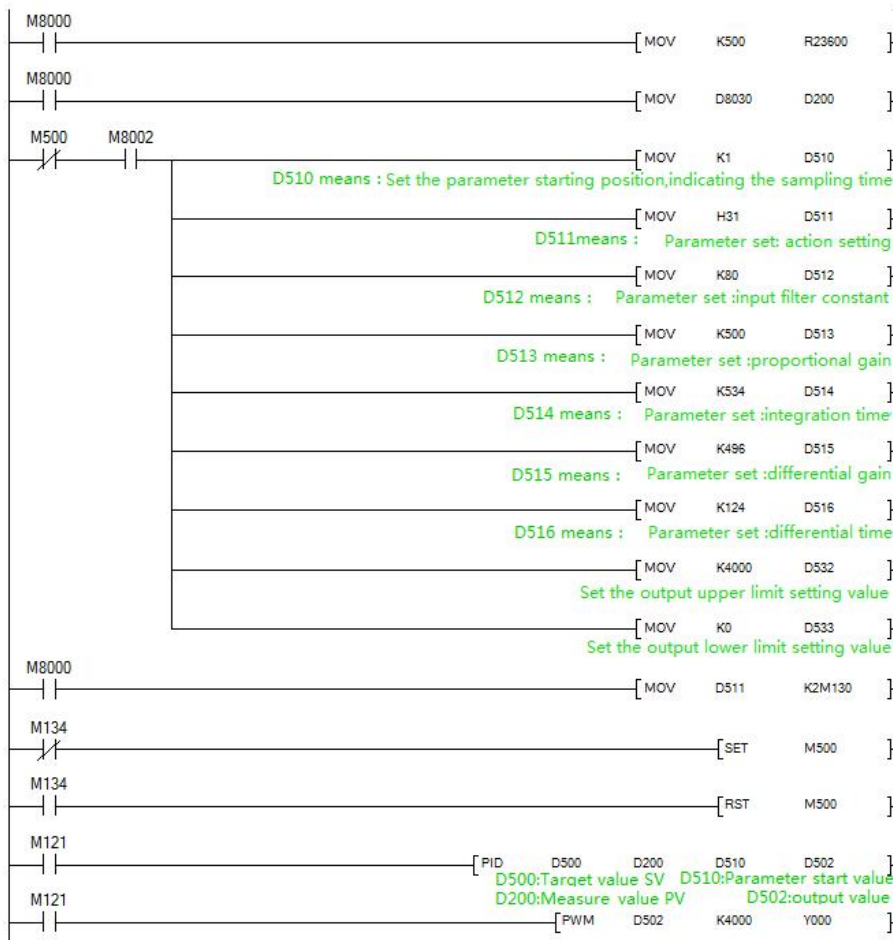 M8000
MOV K500 R23600
M8000
MOV D8030 D200
M500 M8002
MOV K1 D510
D510 means : Set the parameter starting position,indicating the sampling time
MOV H31 D511
D511means : Parameter set: action setting
MOV K80 D512
D512 means : Parameter set :input filter constant
MOV K500 D513
D513 means : Parameter set :proportional gain
MOV K534 D514
D514 means : Parameter set :integration time
MOV K496 D515
D515 means : Parameter set :differential gain
MOV K124 D516
D516 means : Parameter set :differential time
MOV K4000 D532
Set the output upper limit setting value
MOV K0 D533
Set the output lower limit setting value
M8000
MOV D511 K2M130
M134
SET M500
M134
RST M500
M121
PID D500 D200 D510 D502
D500:Target value SV D510:Parameter start value
D200:Measure value PV D502:output value
M121
PWM D502 K4000 Y000